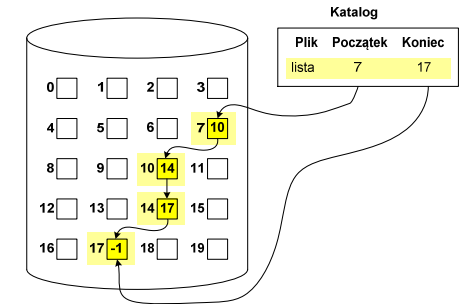 Katalog
Plik Początek Koniec
lista 7 17
0 1 2 3
4 5 6 7 10
8 9 10 14 11
12 13 14 17 15
16 17 -1 18 19